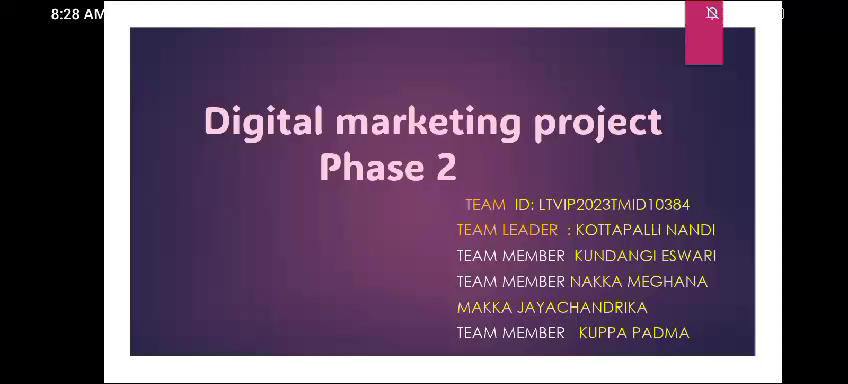 8:28 AM
Digital marketing project
Phase 2
TEAM ID: LTVIP2023TMID10384
TEAM LEADER : KOTTAPALLI NANDI
TEAM MEMBER KUNDANGI ESWARI
TEAM MEMBER NAKKA MEGHANA
MAKKA JAYACHANDRIKA
TEAM MEMBER KUPPA PADMA